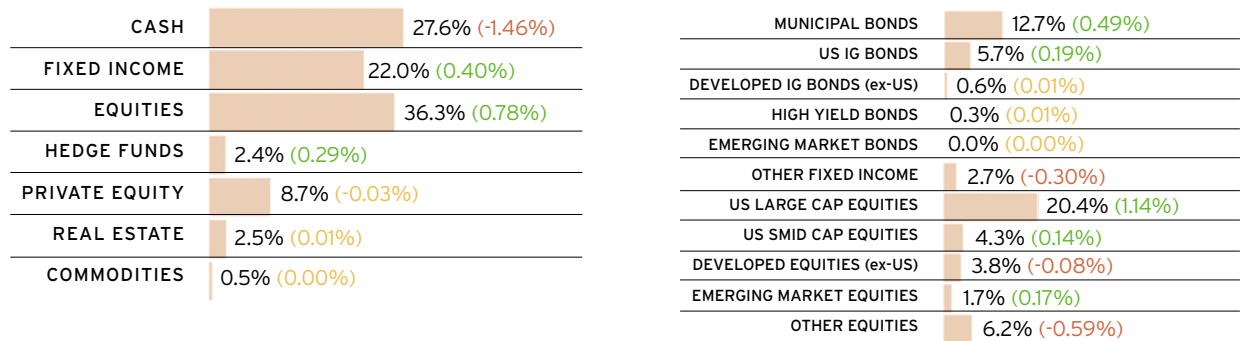 CASH 27.6% (-1.46%)
FIXED INCOME 22.0% (0.40%)
EQUITIES 36.3% (0.78%)
HEDGE FUNDS 2.4% (0.29%)
PRIVATE EQUITY 8.7% (-0.03%)
REAL ESTATE 2.5% (0.01%)
COMMODITIES 0.5% (0.00%)
MUNICIPAL BONDS 12.7% (0.49%)
US IG BONDS 5.7% (0.19%)
DEVELOPED IG BONDS (ex-US) 0.6% (0.01%)
HIGH YIELD BONDS 0.3% (0.01%)
EMERGING MARKET BONDS 0.0% (0.00%)
OTHER FIXED INCOME 2.7% (-0.30%)
US LARGE CAP EQUITIES 20.4% (1.14%)
US SMID CAP EQUITIES 4.3% (0.14%)
DEVELOPED EQUITIES (ex-US) 3.8% (-0.08%)
EMERGING MARKET EQUITIES 1.7% (0.17%)
OTHER EQUITIES 6.2% (-0.59%)